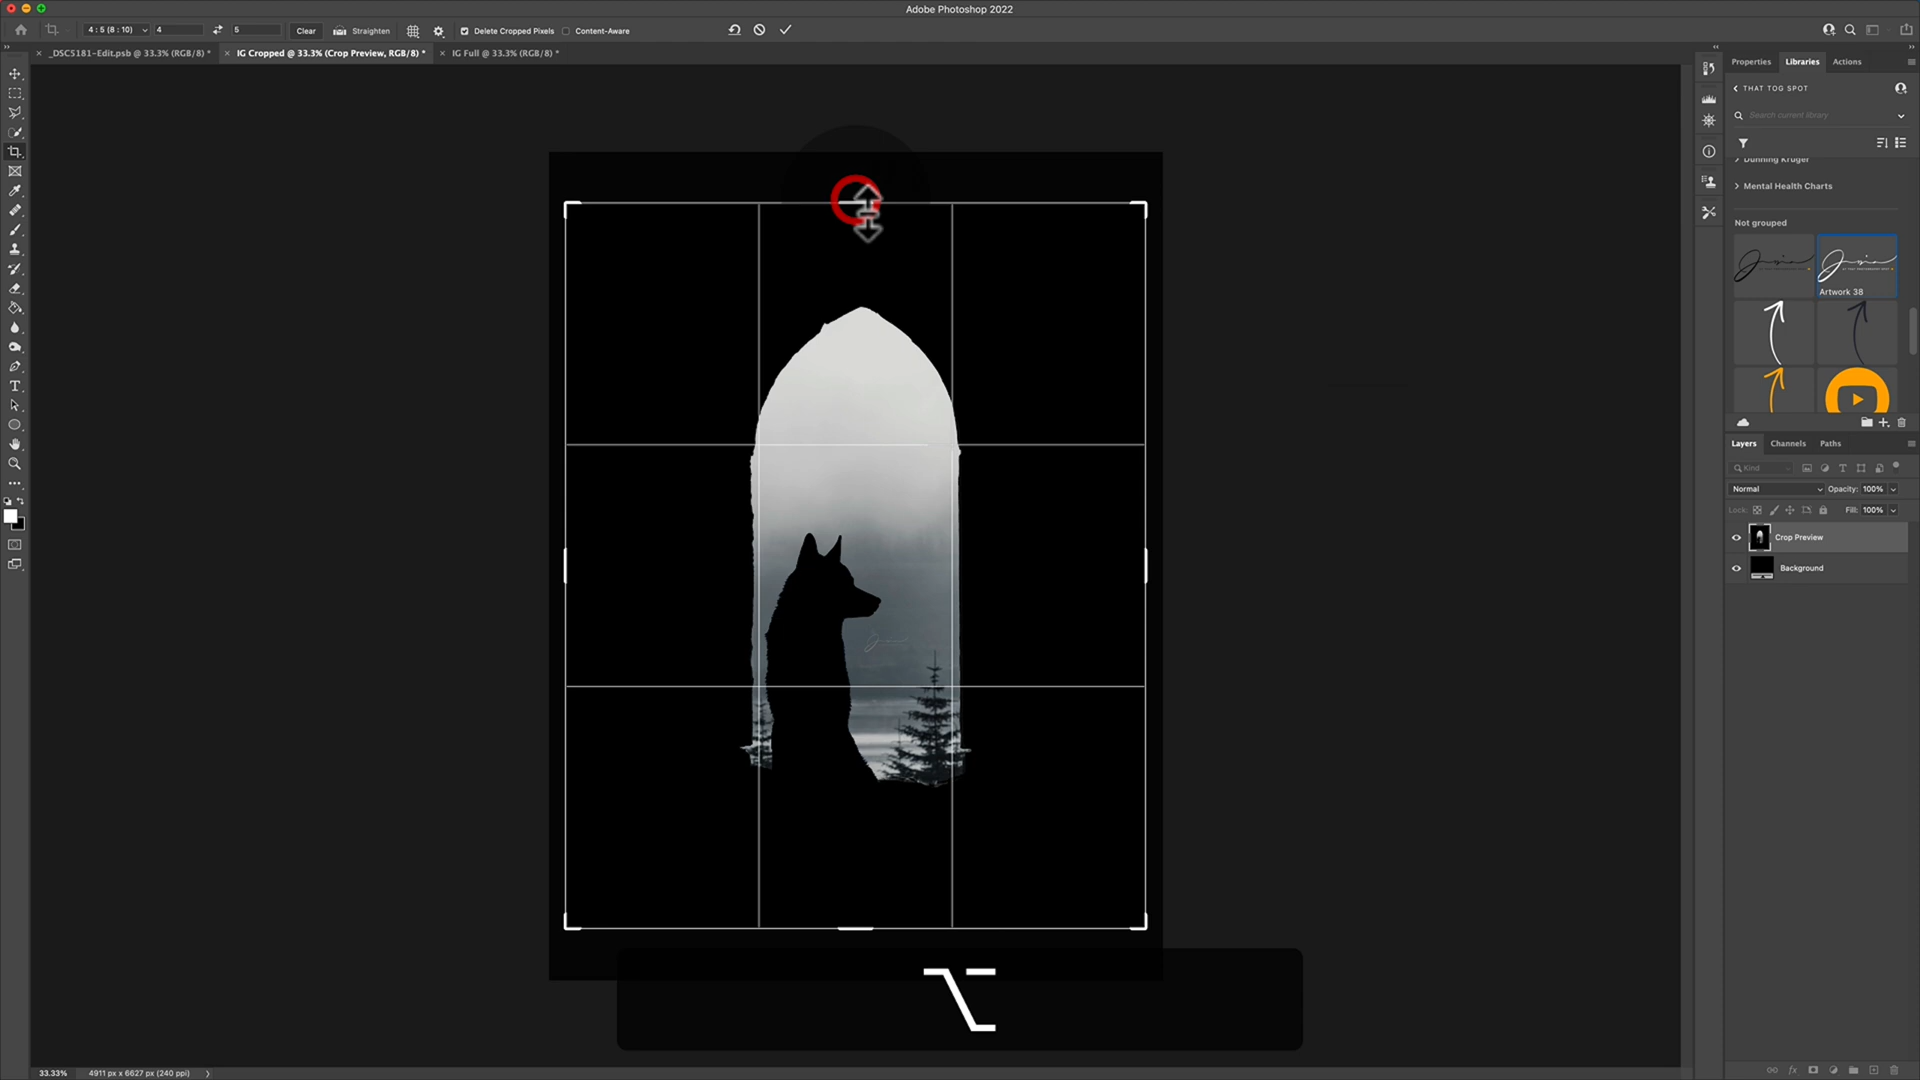 Adobe Photoshop 2022
4 : 5 (8 : 10)
4
5
Clear
Straighten
Delete Cropped Pixels
Content-Aware
_DSC5181-Edit.psb @ 33.3% (RGB/8) *
IG Cropped @ 33.3% (Crop Preview, RGB/8) *
IG Full @ 33.3% (RGB/8) *
Properties
Libraries
Actions
THAT TOG SPOT
Search current library
Dunning Kruger
Mental Health Charts
Not grouped
Artwork 38
Layers
Channels
Paths
Kind
Normal
Opacity: 100%
Lock:
Fill: 100%
Crop Preview
Background
33.33%
4911 px x 6627 px (240 ppi)